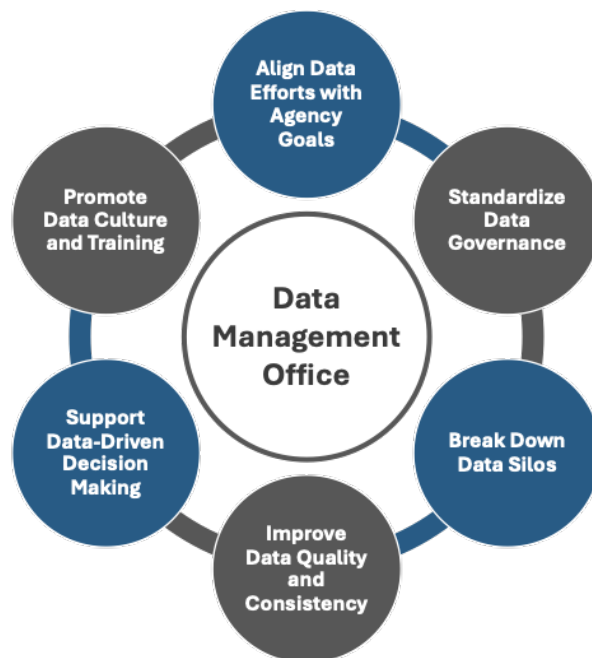 Align Data
Efforts with
Agency
Goals
Standardize
Data
Governance
Break Down
Data Silos
Improve
Data Quality
and
Consistency
Support
Data-Driven
Decision
Making
Promote
Data Culture
and Training
Data
Management
Office